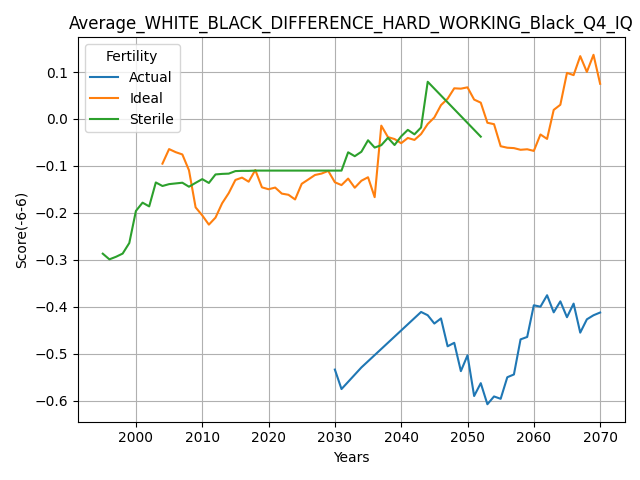 Average_WHITE_BLACK_DIFFERENCE_HARD_WORKING_Black_Q4_IQ
Fertility
Actual
Ideal
Sterile
Score(-6-6)
0.1
0.0
−0.1
−0.2
−0.3
−0.4
−0.5
−0.6
2000 2010 2020 2030 2040 2050 2060 2070
Years